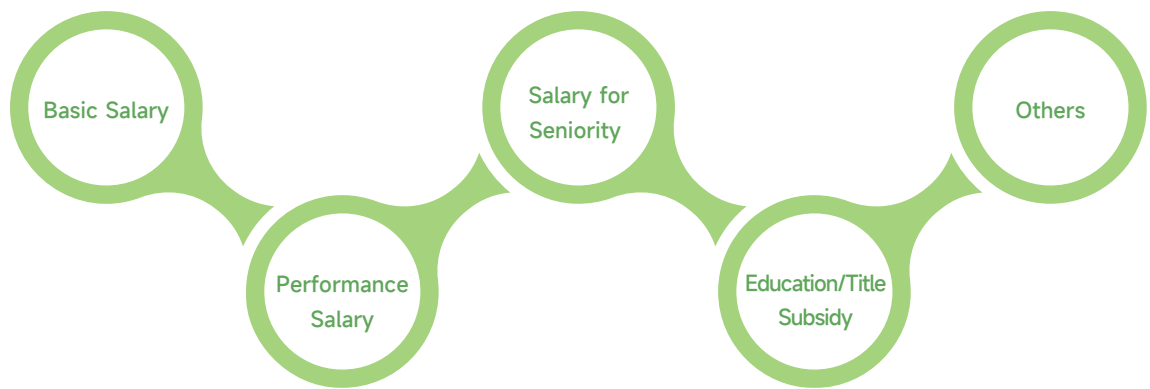 Basic Salary
Performance
Salary
Salary for
Seniority
Education/Title
Subsidy
Others